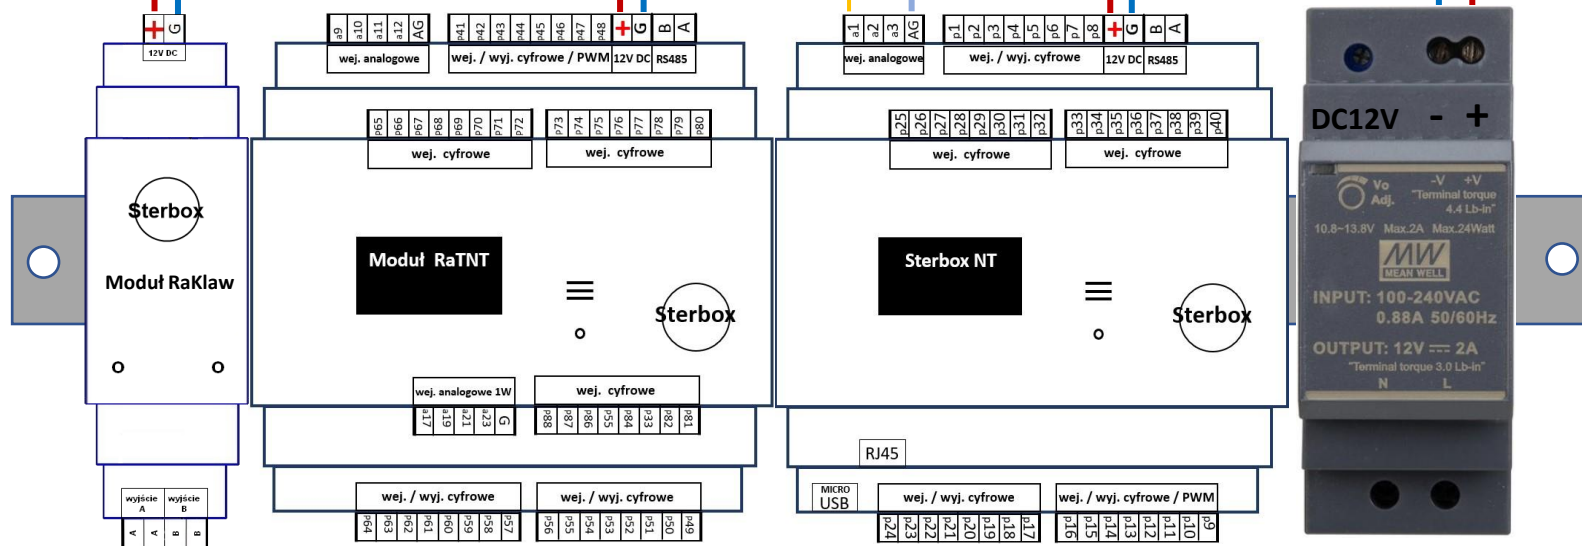 + G
12V DC
Sterbox
Moduł RaKlaw
O O
wyjście wyjście
A B
A A B B
a9 a10 a11 a12 AG p41 p42 p43 p44 p45 p46 p47 p48 + G B A
wej. analogowe wej. / wyj. cyfrowe / PWM 12V DC RS485
p65 p66 p67 p68 p69 p70 p71 p72 p73 p74 p75 p76 p77 p78 p79 p80
wej. cyfrowe wej. cyfrowe
Moduł RaTNT
Sterbox
wej. analogowe 1W wej. cyfrowe
a17 a19 a21 a23 G p88 p87 p86 p55 p84 p33 p82 p81
wej. / wyj. cyfrowe wej. / wyj. cyfrowe
p64 p63 p62 p61 p60 p59 p58 p57 p56 p55 p54 p53 p52 p51 p50 p49
a1 a2 a3 AG p1 p2 p3 p4 p5 p6 p7 p8 + G B A
wej. analogowe wej. / wyj. cyfrowe 12V DC RS485
p25 p26 p27 p28 p29 p30 p31 p32 p33 p34 p35 p36 p37 p38 p39 p40
wej. cyfrowe wej. cyfrowe
Sterbox NT
Sterbox
RJ45
MICRO
USB
wej. / wyj. cyfrowe wej. / wyj. cyfrowe / PWM
p24 p23 p22 p21 p20 p19 p18 p17 p16 p15 p14 p13 p12 p11 p10 p9
DC12V - +
Vo
Adj.
-V +V
"Terminal torque
4.4 Lb-in"
10.8~13.8V Max.2A Max.24Watt
MW
MEAN WELL
INPUT: 100-240VAC
0.88A 50/60Hz
OUTPUT: 12V ⎓ 2A
"Terminal torque 3.0 Lb-in"
N L